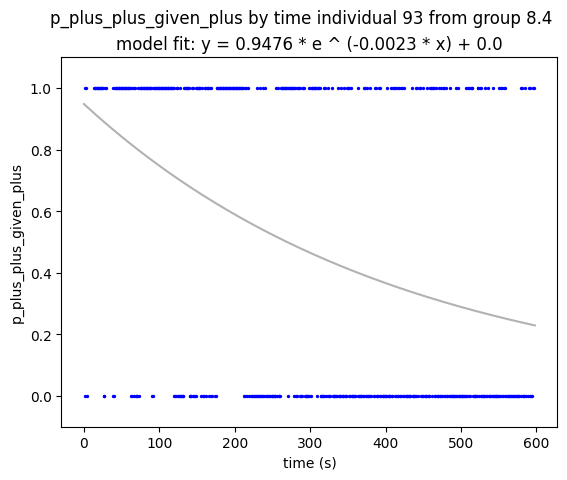 p_plus_plus_given_plus by time individual 93 from group 8.4
model fit: y = 0.9476 * e ^ (-0.0023 * x) + 0.0
p_plus_plus_given_plus
1.0
0.8
0.6
0.4
0.2
0.0
0 100 200 300 400 500 600
time (s)